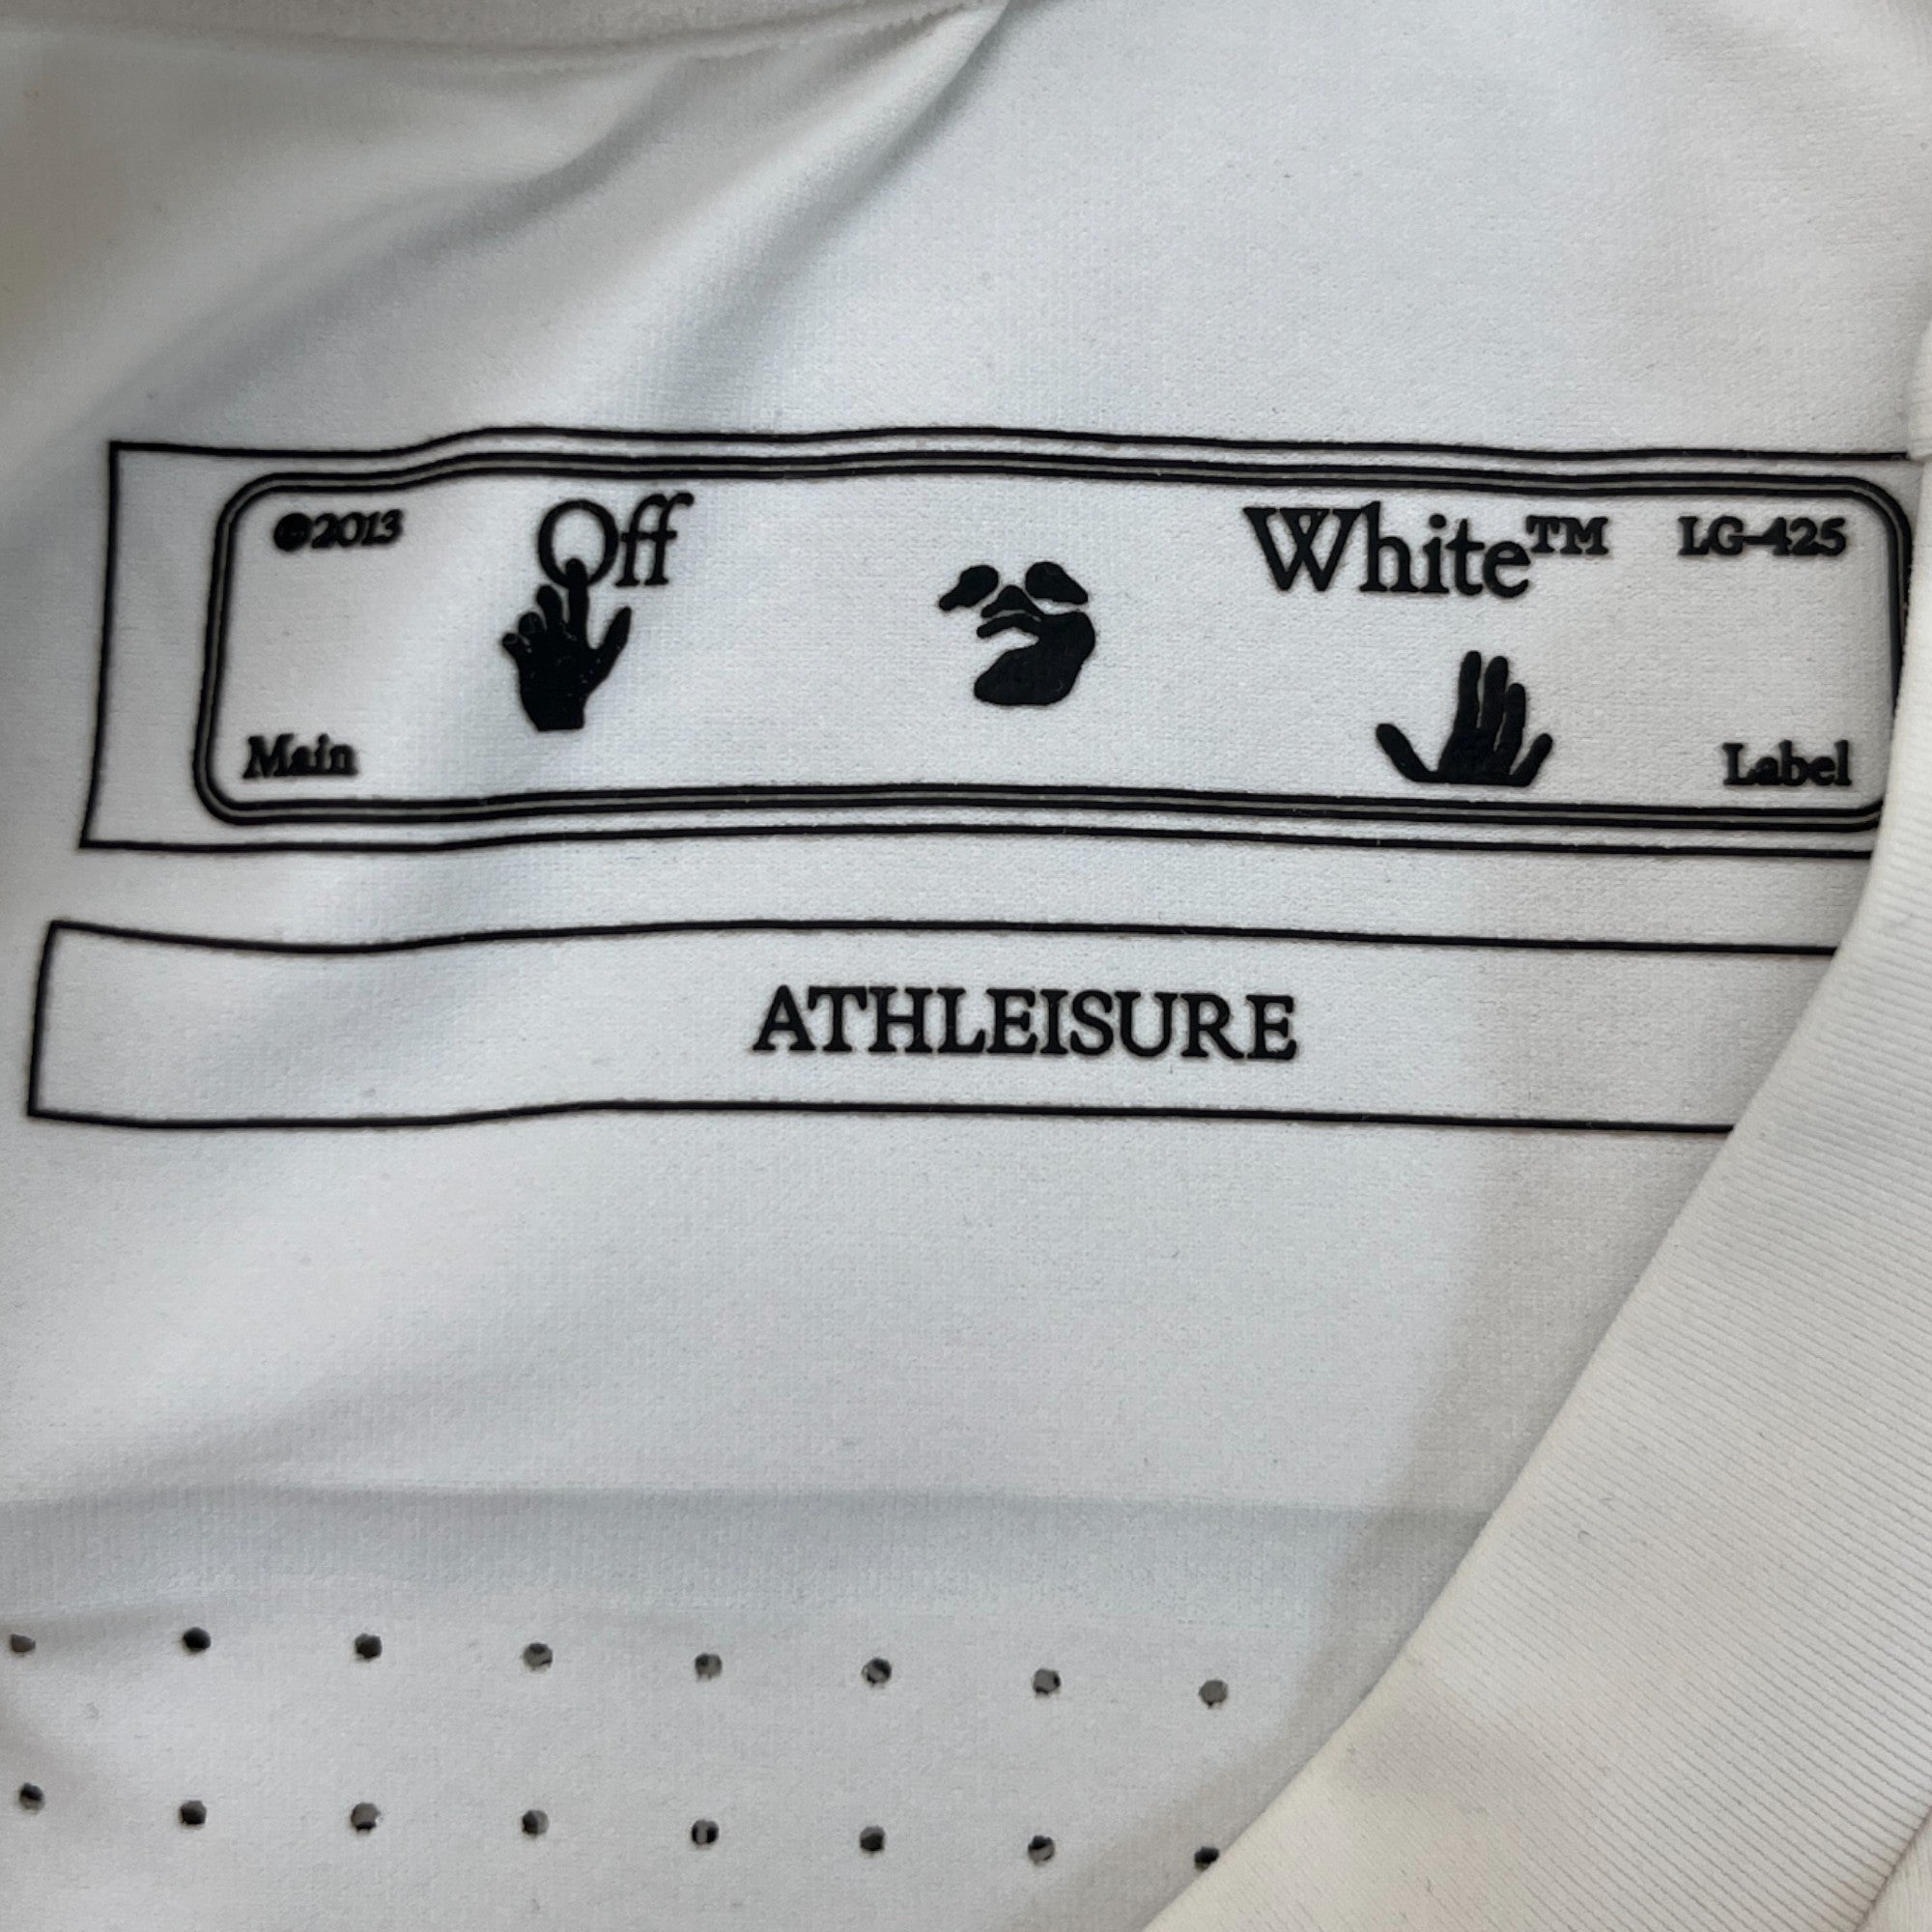 ©2013 Off White™ LG-425
Main Label
ATHLEISURE